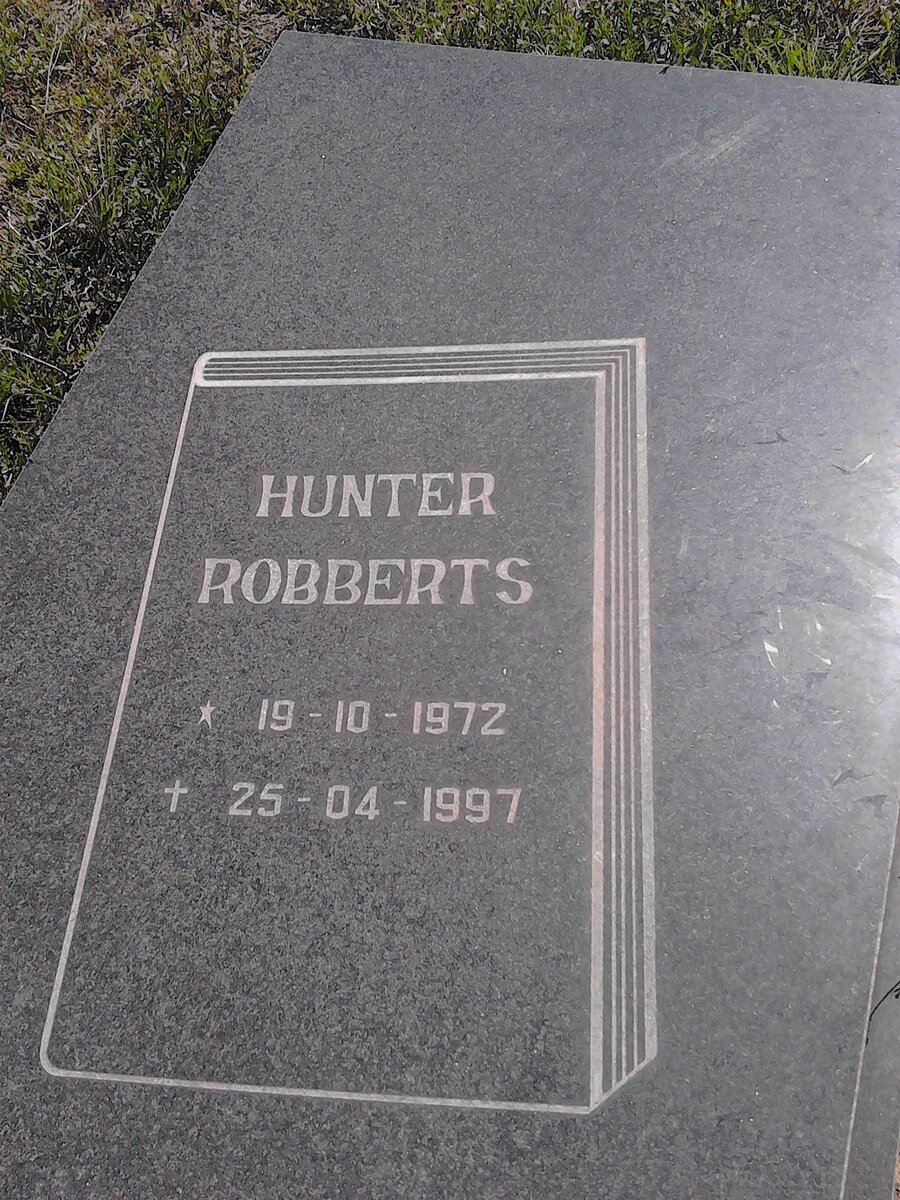 HUNTER
ROBBERTS
★ 19-10-1972
✝ 25-04-1997